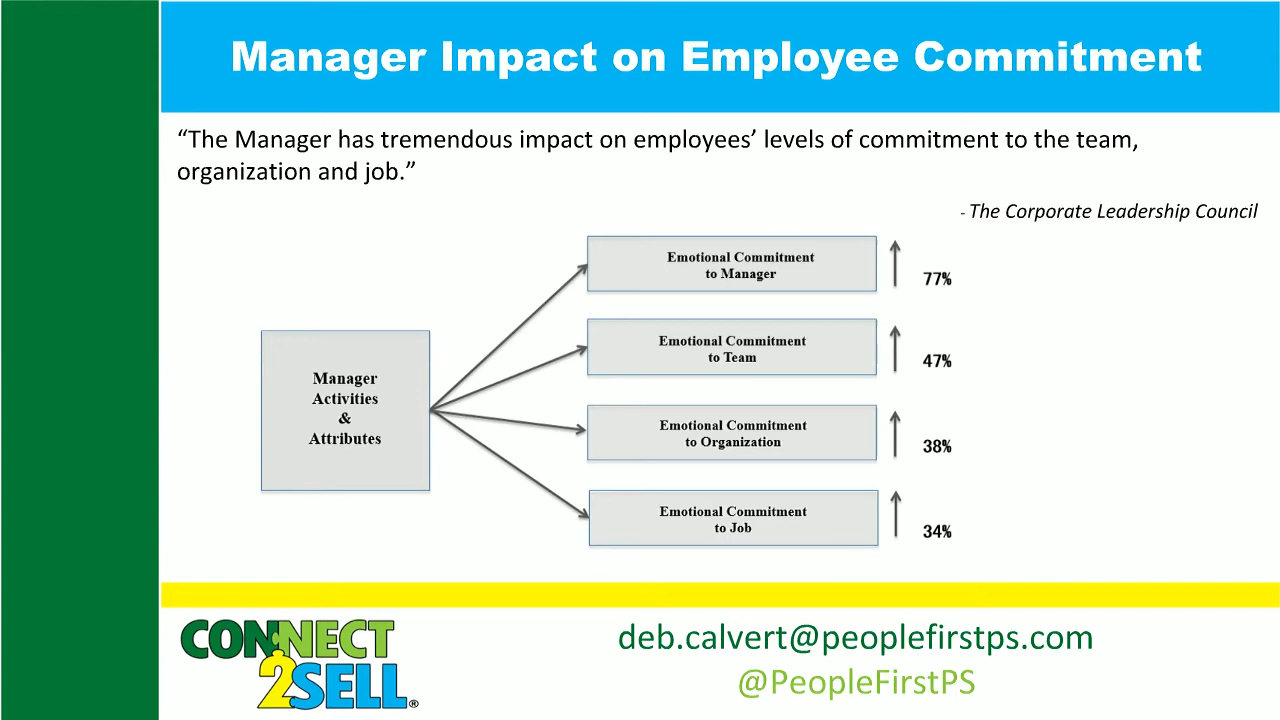 Manager Impact on Employee Commitment
“The Manager has tremendous impact on employees’ levels of commitment to the team,
organization and job.”
- The Corporate Leadership Council
Emotional Commitment
to Manager
77%
Emotional Commitment
to Team
47%
Manager
Activities
&
Attributes
Emotional Commitment
to Organization
38%
Emotional Commitment
to Job
34%
CONNECT
2SELL®
deb.calvert@peoplefirstps.com
@PeopleFirstPS